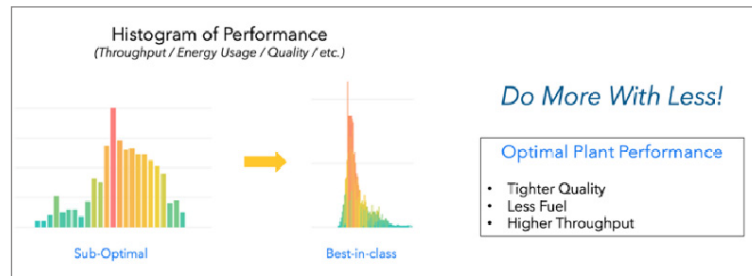 Histogram of Performance
(Throughput / Energy Usage / Quality / etc.)
Sub-Optimal
Best-in-class
Do More With Less!
Optimal Plant Performance
• Tighter Quality
• Less Fuel
• Higher Throughput